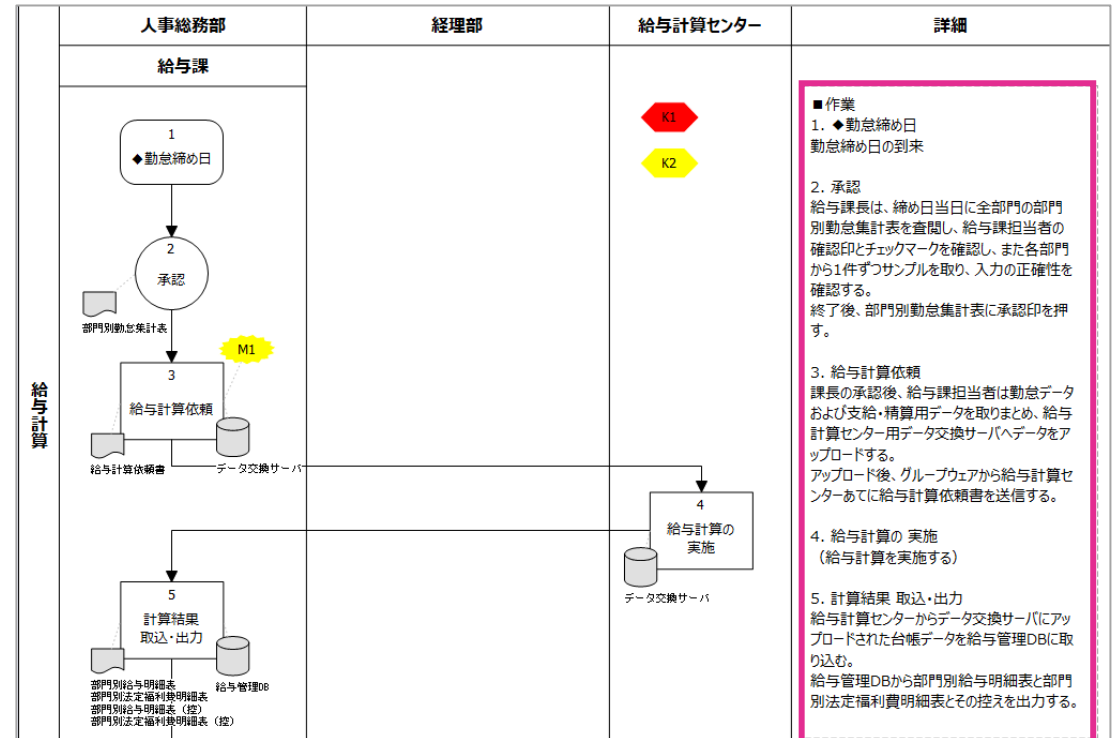 人事総務部
経理部
給与計算センター
詳細
給与課
給与計算
1
◆勤怠締め日
2
承認
部門別勤怠集計表
M1
3
給与計算依頼
給与計算依頼書
データ交換サーバ
K1
K2
4
給与計算の
実施
データ交換サーバ
5
計算結果
取込・出力
部門別給与明細表
部門別法定福利費明細表
部門別給与明細表（控）
部門別法定福利費明細表（控）
給与管理DB
■作業
1. ◆勤怠締め日
勤怠締め日の到来
2. 承認
給与課長は、締め日当日に全部門の部門
別勤怠集計表を査閲し、給与課担当者の
確認印とチェックマークを確認し、また各部門
から1件ずつサンプルを取り、入力の正確性を
確認する。
終了後、部門別勤怠集計表に承認印を押
す。
3. 給与計算依頼
課長の承認後、給与課担当者は勤怠データ
および支給・精算用データを取りまとめ、給与
計算センター用データ交換サーバへデータをア
ップロードする。
アップロード後、グループウェアから給与計算セ
ンターあてに給与計算依頼書を送信する。
4. 給与計算の 実施
（給与計算を実施する）
5. 計算結果 取込・出力
給与計算センターからデータ交換サーバにアッ
プロードされた台帳データを給与管理DBに取
り込む。
給与管理DBから部門別給与明細表と部門
別法定福利費明細表とその控えを出力する。